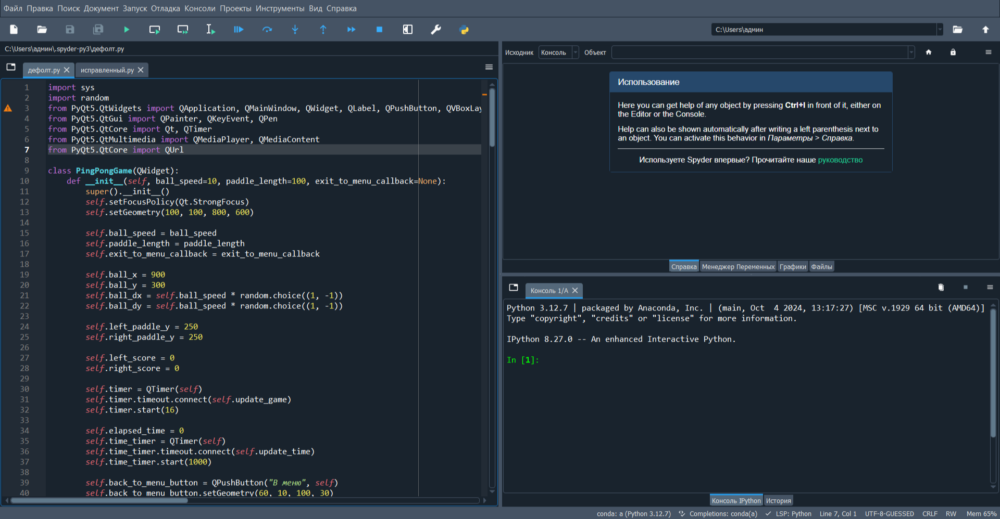 Файл Правка Поиск Документ Запуск Отладка Консоли Проекты Инструменты Вид Справка
C:\Users\админ
C:\Users\админ\.spyder-py3\дефолт.py
дефолт.py
исправленный.py
1 import sys
2 import random
3 from PyQt5.QtWidgets import QApplication, QMainWindow, QWidget, QLabel, QPushButton, QVBoxLay
4 from PyQt5.QtGui import QPainter, QKeyEvent, QPen
5 from PyQt5.QtCore import Qt, QTimer
6 from PyQt5.QtMultimedia import QMediaPlayer, QMediaContent
7 from PyQt5.QtCore import QUrl
8
9 class PingPongGame(QWidget):
10 def __init__(self, ball_speed=10, paddle_length=100, exit_to_menu_callback=None):
11 super().__init__()
12 self.setFocusPolicy(Qt.StrongFocus)
13 self.setGeometry(100, 100, 800, 600)
14
15 self.ball_speed = ball_speed
16 self.paddle_length = paddle_length
17 self.exit_to_menu_callback = exit_to_menu_callback
18
19 self.ball_x = 900
20 self.ball_y = 300
21 self.ball_dx = self.ball_speed * random.choice((1, -1))
22 self.ball_dy = self.ball_speed * random.choice((1, -1))
23
24 self.left_paddle_y = 250
25 self.right_paddle_y = 250
26
27 self.left_score = 0
28 self.right_score = 0
29
30 self.timer = QTimer(self)
31 self.timer.timeout.connect(self.update_game)
32 self.timer.start(16)
33
34 self.elapsed_time = 0
35 self.time_timer = QTimer(self)
36 self.time_timer.timeout.connect(self.update_time)
37 self.time_timer.start(1000)
38
39 self.back_to_menu_button = QPushButton("В меню", self)
40 self.back_to_menu_button.setGeometry(60, 10, 100, 30)
Исходник Консоль Объект
Использование
Here you can get help of any object by pressing Ctrl+I in front of it, either on
the Editor or the Console.
Help can also be shown automatically after writing a left parenthesis next to
an object. You can activate this behavior in Параметры > Справка.
Используете Spyder впервые? Прочитайте наше руководство
Справка Менеджер Переменных Графики Файлы
Консоль 1/A
Python 3.12.7 | packaged by Anaconda, Inc. | (main, Oct  4 2024, 13:17:27) [MSC v.1929 64 bit (AMD64)]
Type "copyright", "credits" or "license" for more information.
IPython 8.27.0 -- An enhanced Interactive Python.
In [1]:
Консоль IPython История
conda: a (Python 3.12.7) Completions: conda(a) LSP: Python Line 7, Col 1 UTF-8-GUESSED CRLF RW Mem 65%